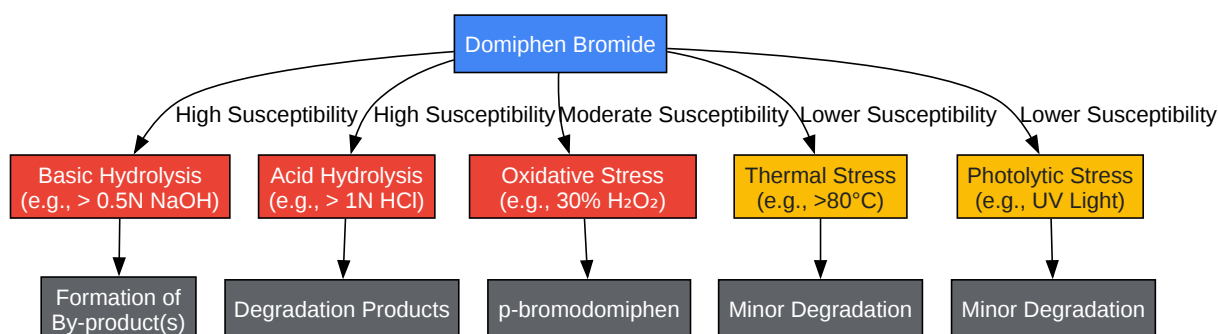 Domiphen Bromide
High Susceptibility
High Susceptibility
Moderate Susceptibility
Lower Susceptibility
Lower Susceptibility
Basic Hydrolysis
(e.g., > 0.5N NaOH)
Acid Hydrolysis
(e.g., > 1N HCl)
Oxidative Stress
(e.g., 30% H₂O₂)
Thermal Stress
(e.g., >80°C)
Photolytic Stress
(e.g., UV Light)
Formation of
By-product(s)
Degradation Products
p-bromodomiphen
Minor Degradation
Minor Degradation